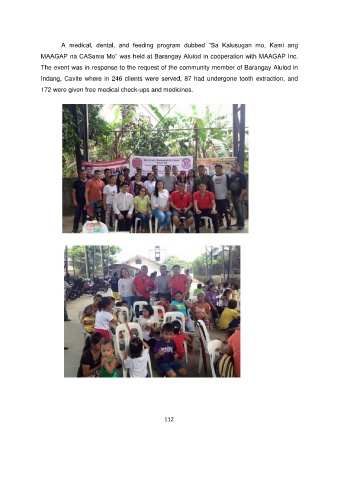 A medical, dental, and feeding program dubbed “Sa Kalusugan mo, Kami ang
MAAGAP na CASama Mo” was held at Barangay Alulod in cooperation with MAAGAP Inc.
The event was in response to the request of the community member of Barangay Alulod in
Indang, Cavite where in 246 clients were served, 87 had undergone tooth extraction, and
172 were given free medical check-ups and medicines.
112